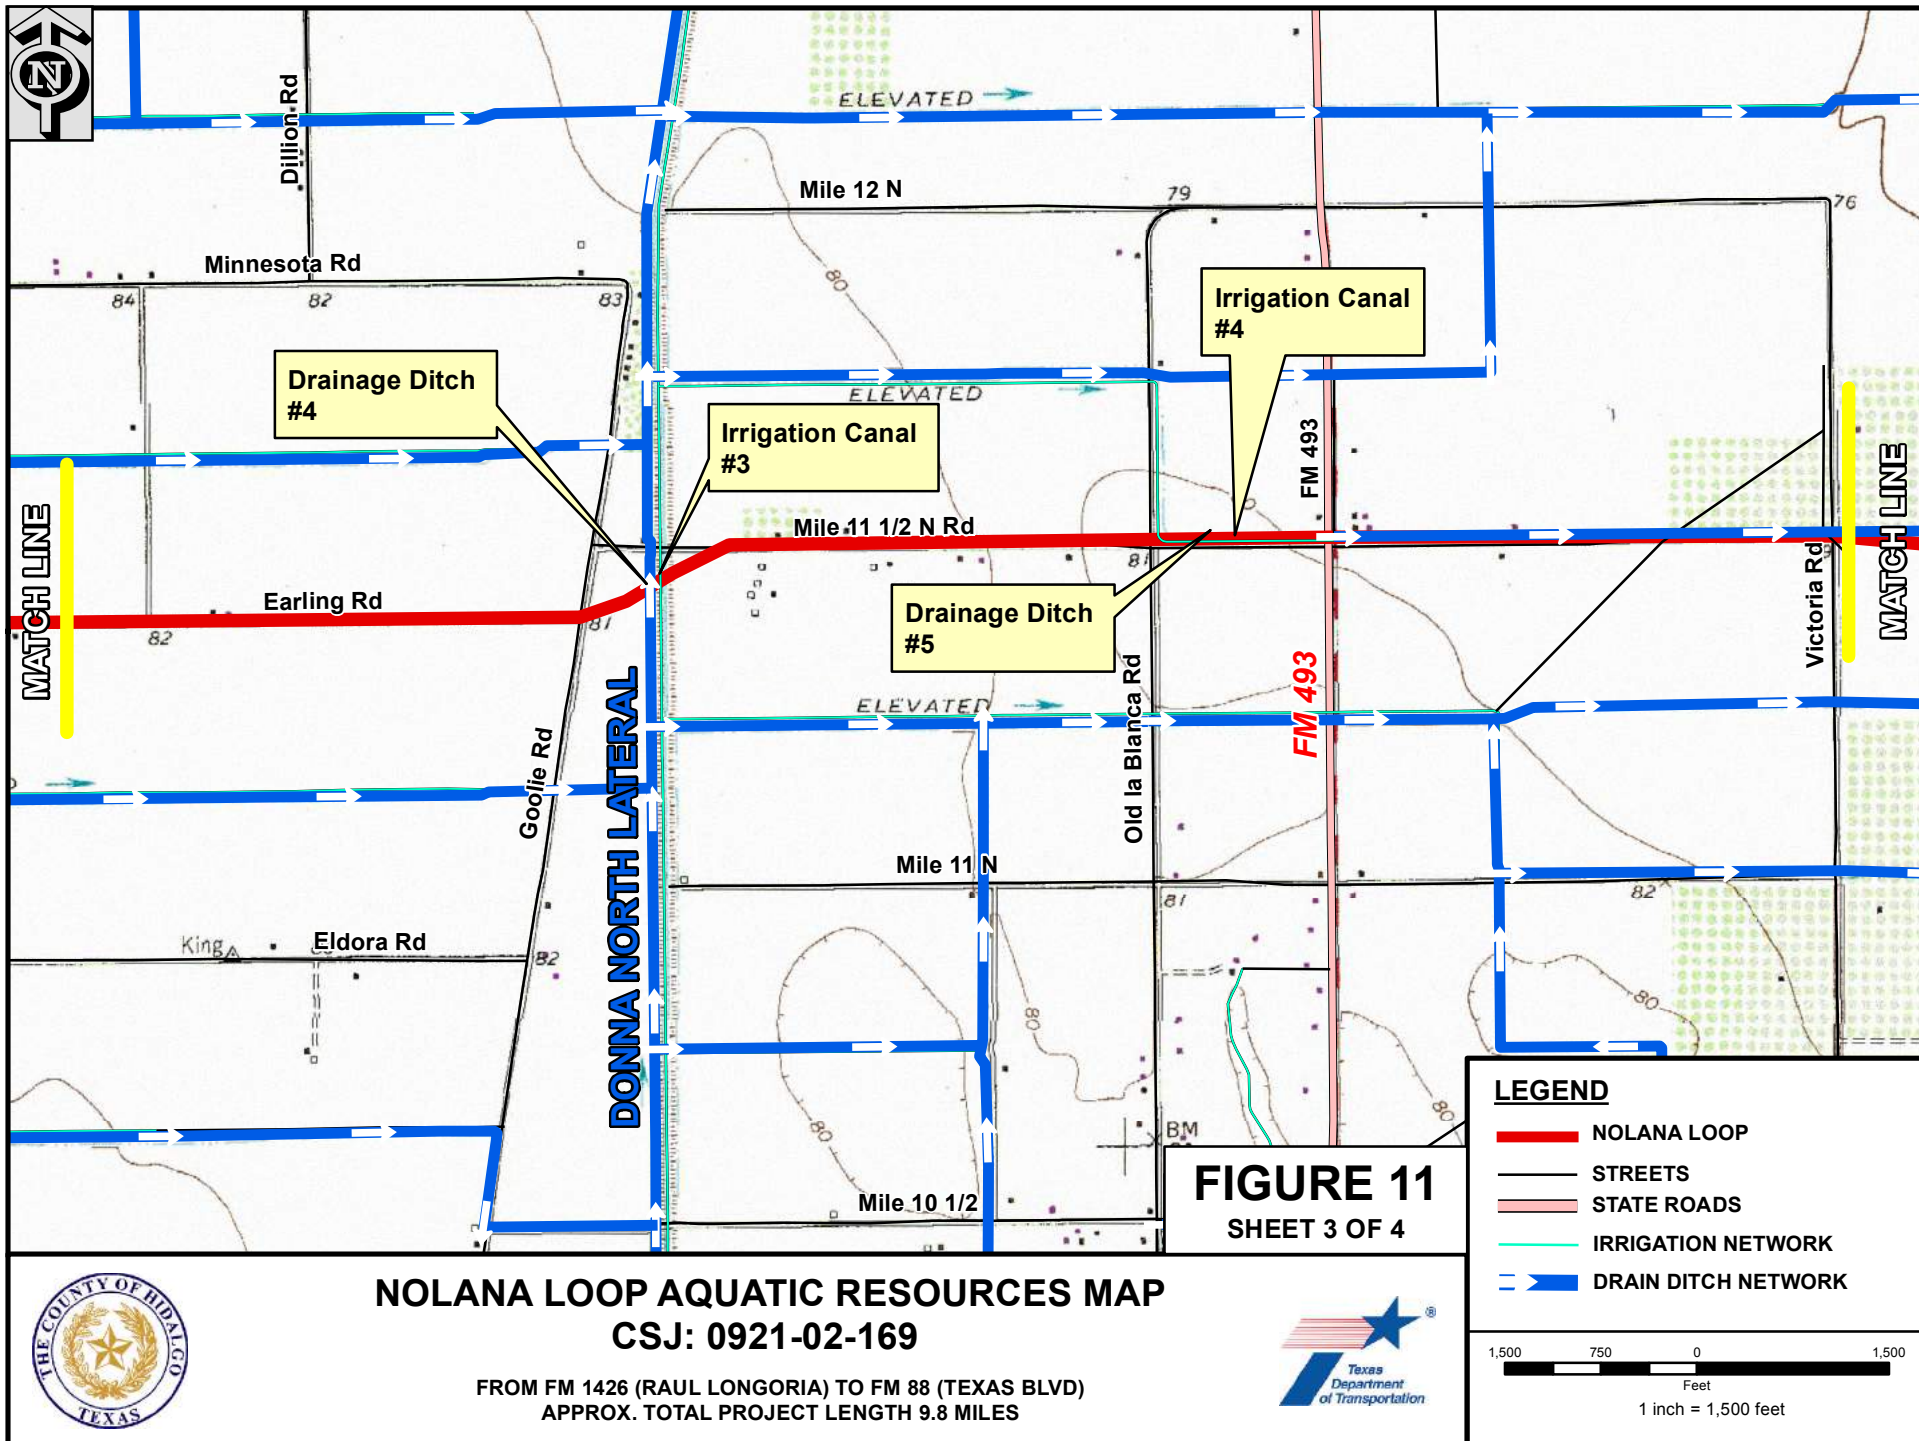 N
Dillion Rd
ELEVATED
Mile 12 N
79
76
Minnesota Rd
84
82
83
80
Irrigation Canal
#4
Drainage Ditch
#4
ELEVATED
Irrigation Canal
#3
FM 493
MATCH LINE
MATCH LINE
Mile 11 1/2 N Rd
81
Earling Rd
82
81
Drainage Ditch
#5
Victoria Rd
Old la Blanca Rd
FM 493
ELEVATED
Goolie Rd
DONNA NORTH LATERAL
Mile 11 N
81
82
King
Eldora Rd
82
80
80
80
80
BM
Mile 10 1/2
FIGURE 11
SHEET 3 OF 4
LEGEND
NOLANA LOOP
STREETS
STATE ROADS
IRRIGATION NETWORK
DRAIN DITCH NETWORK
1,500 750 0 1,500
Feet
1 inch = 1,500 feet
THE COUNTY OF HIDALGO
TEXAS
NOLANA LOOP AQUATIC RESOURCES MAP
CSJ: 0921-02-169
FROM FM 1426 (RAUL LONGORIA) TO FM 88 (TEXAS BLVD)
APPROX. TOTAL PROJECT LENGTH 9.8 MILES
®
Texas
Department
of Transportation